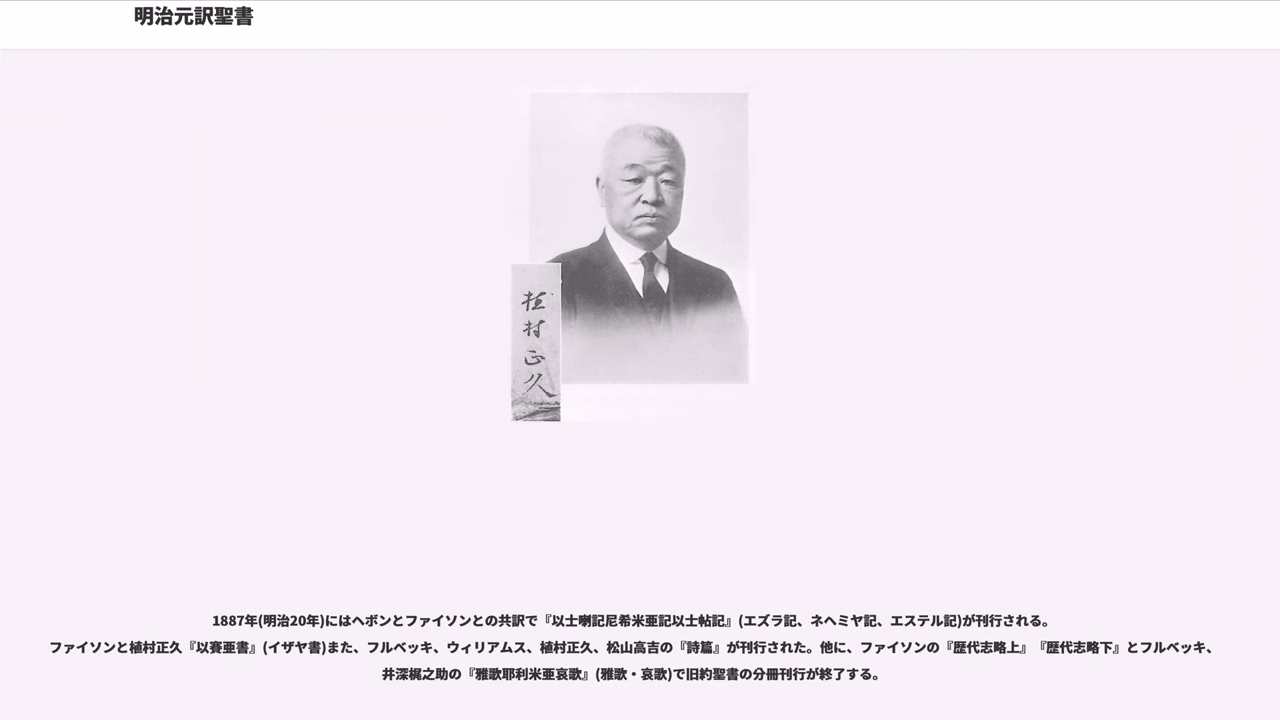 明治元訳聖書
植村正久
1887年(明治20年)にはヘボンとファイソンとの共訳で『以士喇記尼希米亜記以士帖記』(エズラ記、ネヘミヤ記、エステル記)が刊行される。
ファイソンと植村正久『以賽亜書』(イザヤ書)また、フルベッキ、ウィリアムス、植村正久、松山高吉の『詩篇』が刊行された。他に、ファイソンの『歴代志略上』『歴代志略下』とフルベッキ、
井深梶之助の『雅歌耶利米亜哀歌』(雅歌・哀歌)で旧約聖書の分冊刊行が終了する。